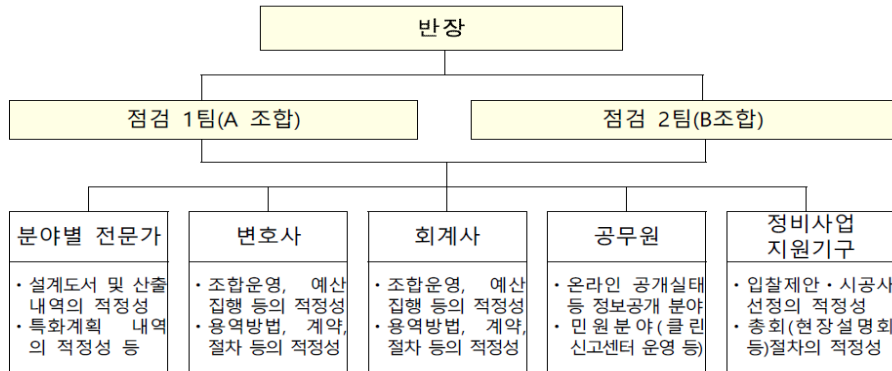 반장
점검 1팀(A 조합)
점검 2팀(B조합)
분야별 전문가
・설계도서 및 산출
내역의 적정성
・특화계획 내역
의 적정성 등
변호사
・조합운영, 예산
집행 등의 적정성
・용역방법, 계약,
절차 등의 적정성
회계사
・조합운영, 예산
집행 등의 적정성
・용역방법, 계약,
절차 등의 적정성
공무원
・온라인 공개실태
등 정보공개 분야
・민원분야(클린
신고센터 운영 등)
정비사업
지원기구
・입찰제안・시공사
선정의 적정성
・총회(현장설명회
등)절차의 적정성